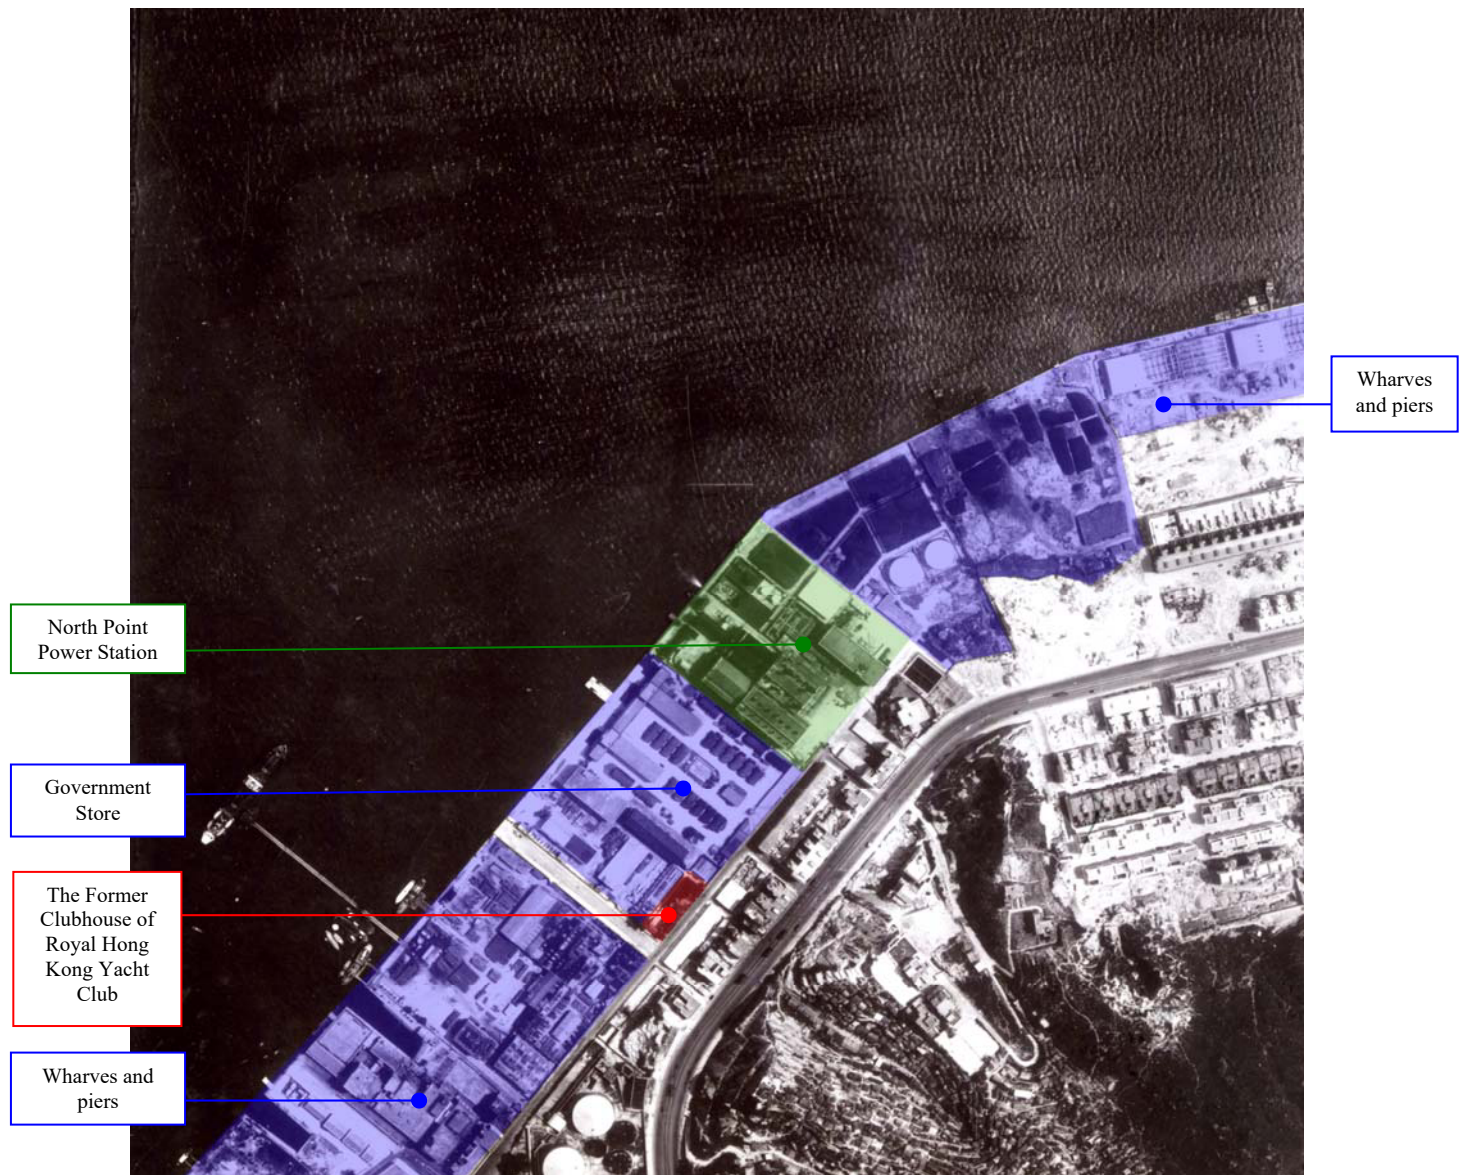 Wharves
and piers
North Point
Power Station
Government
Store
The Former
Clubhouse of
Royal Hong
Kong Yacht
Club
Wharves and
piers